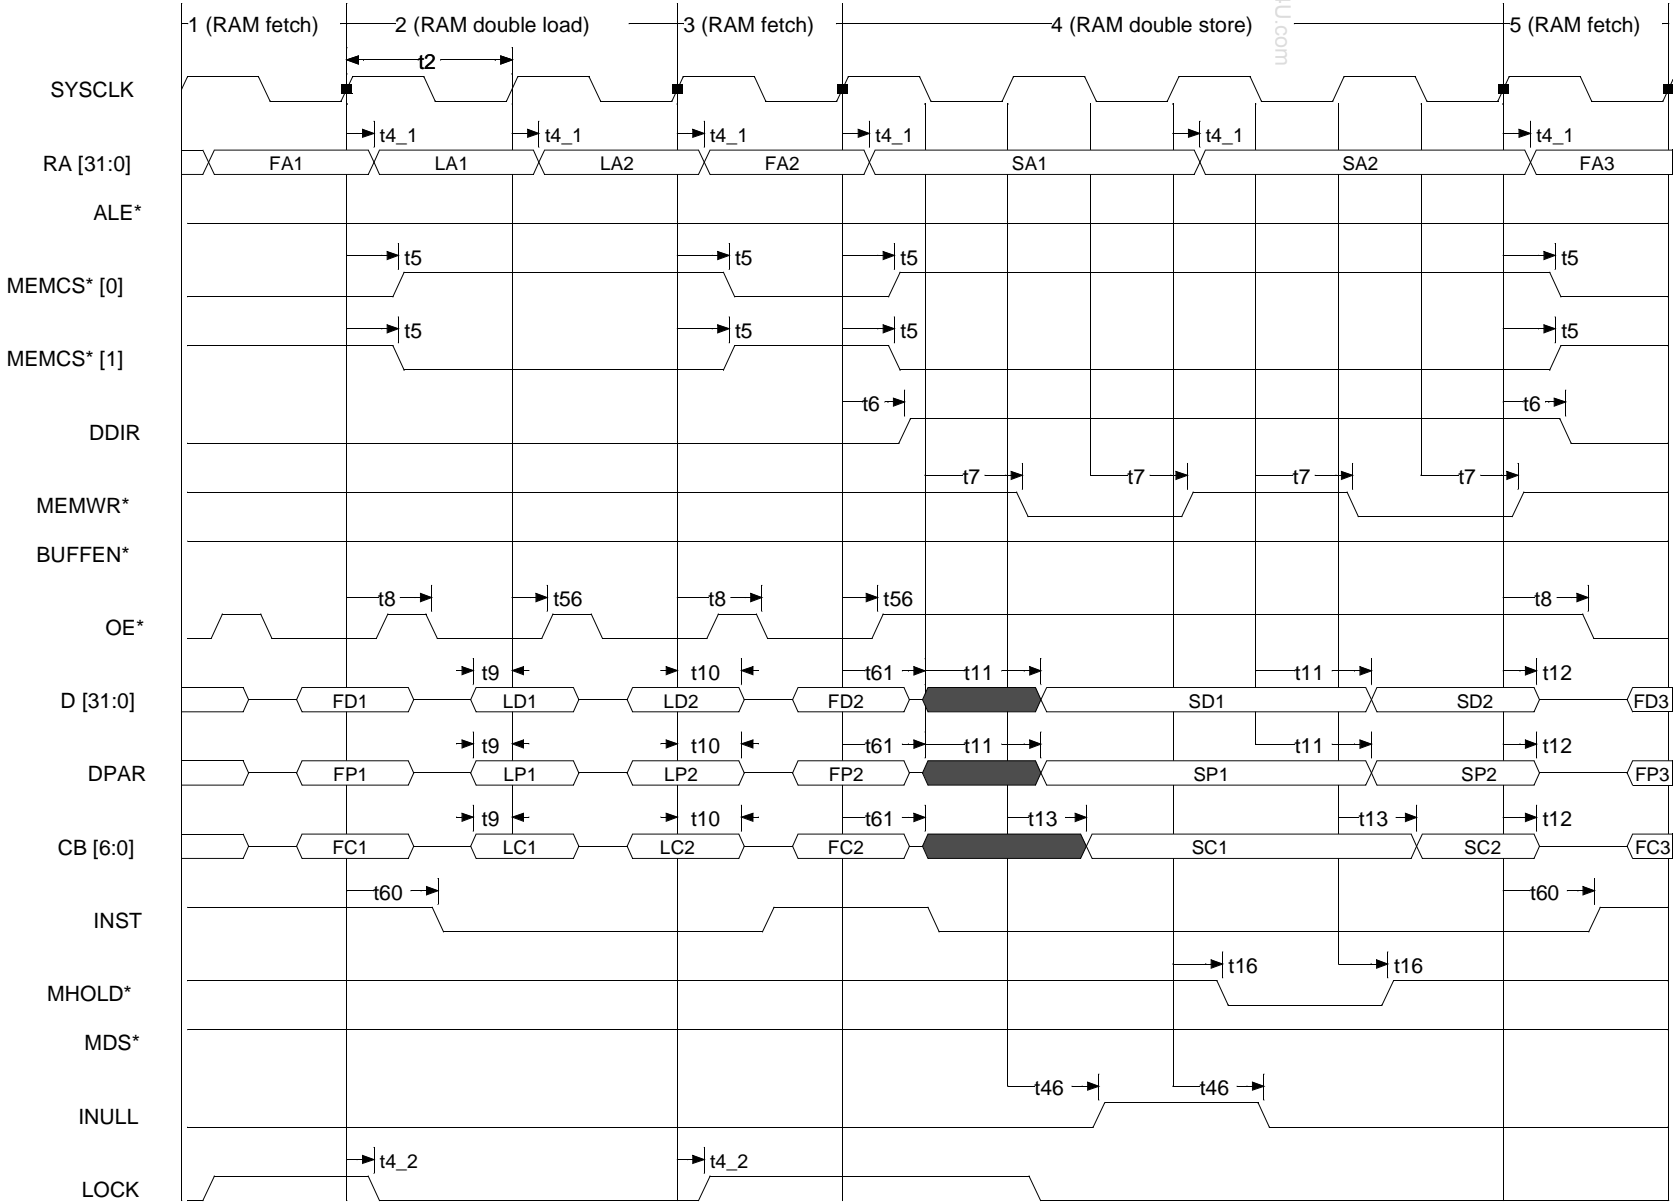 1 (RAM fetch) 2 (RAM double load) 3 (RAM fetch) 4 (RAM double store) 5 (RAM fetch)
t2
SYSCLK
t4_1 t4_1 t4_1 t4_1 t4_1 t4_1
RA [31:0] FA1 LA1 LA2 FA2 SA1 SA2 FA3
ALE*
t5 t5 t5 t5
MEMCS* [0]
t5 t5 t5 t5
MEMCS* [1]
t6 t6
DDIR
t7 t7 t7 t7
MEMWR*
BUFFEN*
t8 t56 t8 t56 t8
OE*
t9 t10 t61 t11 t11 t12
D [31:0] FD1 LD1 LD2 FD2 SD1 SD2 FD3
t9 t10 t61 t11 t11 t12
DPAR FP1 LP1 LP2 FP2 SP1 SP2 FP3
t9 t10 t61 t13 t13 t12
CB [6:0] FC1 LC1 LC2 FC2 SC1 SC2 FC3
t60 t60
INST
t16 t16
MHOLD*
MDS*
t46 t46
INULL
t4_2 t4_2
LOCK